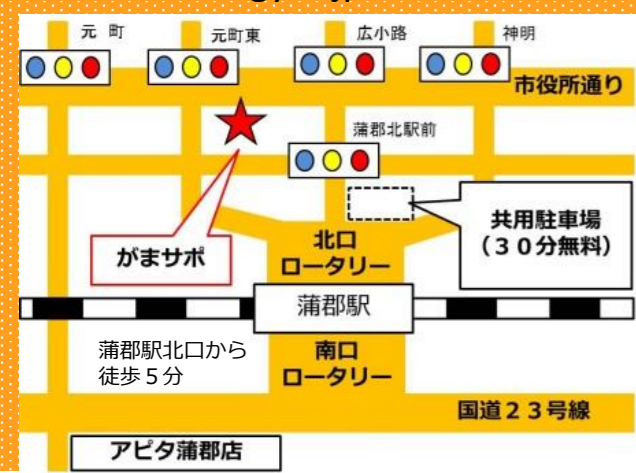 元 町
元町東
広小路
神明
市役所通り
蒲郡北駅前
共用駐車場
(３０分無料)
がまサポ
北口
ロータリー
蒲郡駅
蒲郡駅北口から
徒歩５分
南口
ロータリー
国道２３号線
アピタ蒲郡店